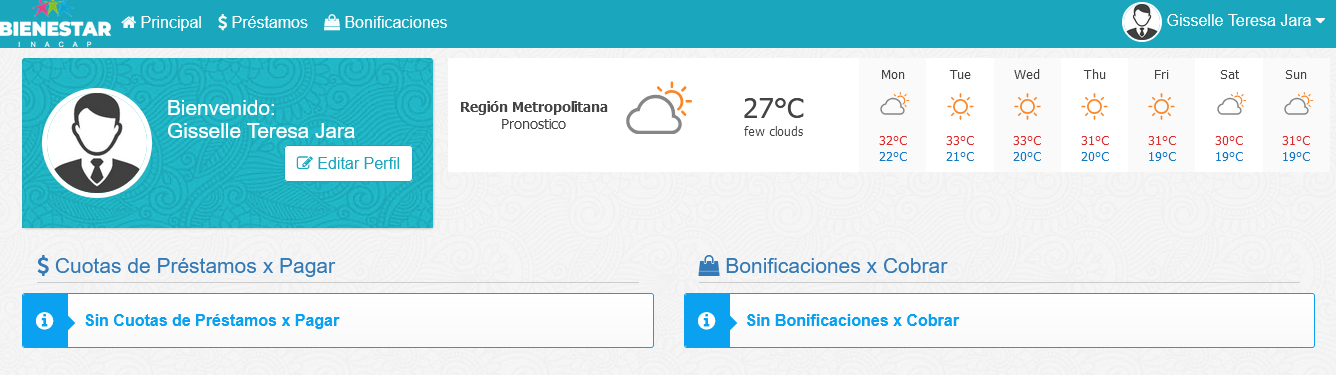 BIENESTAR
INACAP
Principal
Préstamos
Bonificaciones
Gisselle Teresa Jara
Bienvenido:
Gisselle Teresa Jara
Editar Perfil
Región Metropolitana
Pronostico
27°C
few clouds
Mon
32°C
22°C
Tue
33°C
21°C
Wed
33°C
20°C
Thu
31°C
20°C
Fri
31°C
19°C
Sat
30°C
19°C
Sun
31°C
19°C
$ Cuotas de Préstamos x Pagar
Sin Cuotas de Préstamos x Pagar
Bonificaciones x Cobrar
Sin Bonificaciones x Cobrar